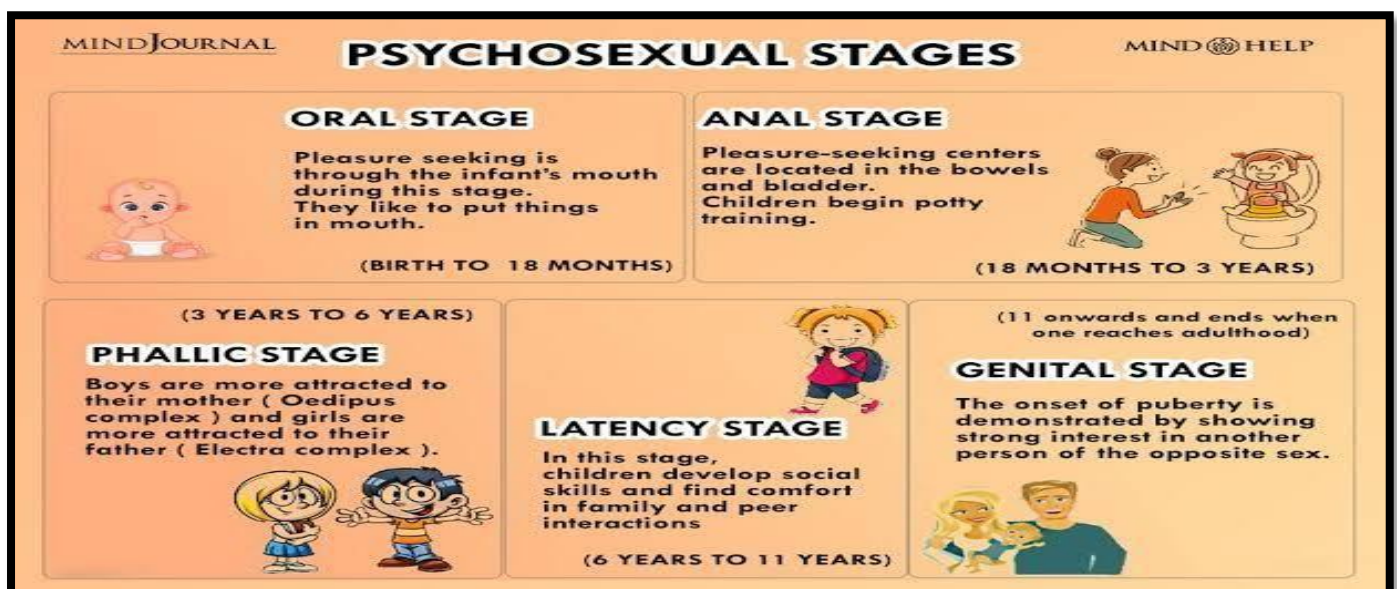 MINDJOURNAL
PSYCHOSEXUAL STAGES
MIND HELP
ORAL STAGE
Pleasure seeking is
through the infant's mouth
during this stage.
They like to put things
in mouth.
(BIRTH TO 18 MONTHS)
ANAL STAGE
Pleasure-seeking centers
are located in the bowels
and bladder.
Children begin potty
training.
(18 MONTHS TO 3 YEARS)
(3 YEARS TO 6 YEARS)
PHALLIC STAGE
Boys are more attracted to
their mother ( Oedipus
complex ) and girls are
more attracted to their
father ( Electra complex ).
LATENCY STAGE
In this stage,
children develop social
skills and find comfort
in family and peer
interactions
(6 YEARS TO 11 YEARS)
(11 onwards and ends when
one reaches adulthood)
GENITAL STAGE
The onset of puberty is
demonstrated by showing
strong interest in another
person of the opposite sex.